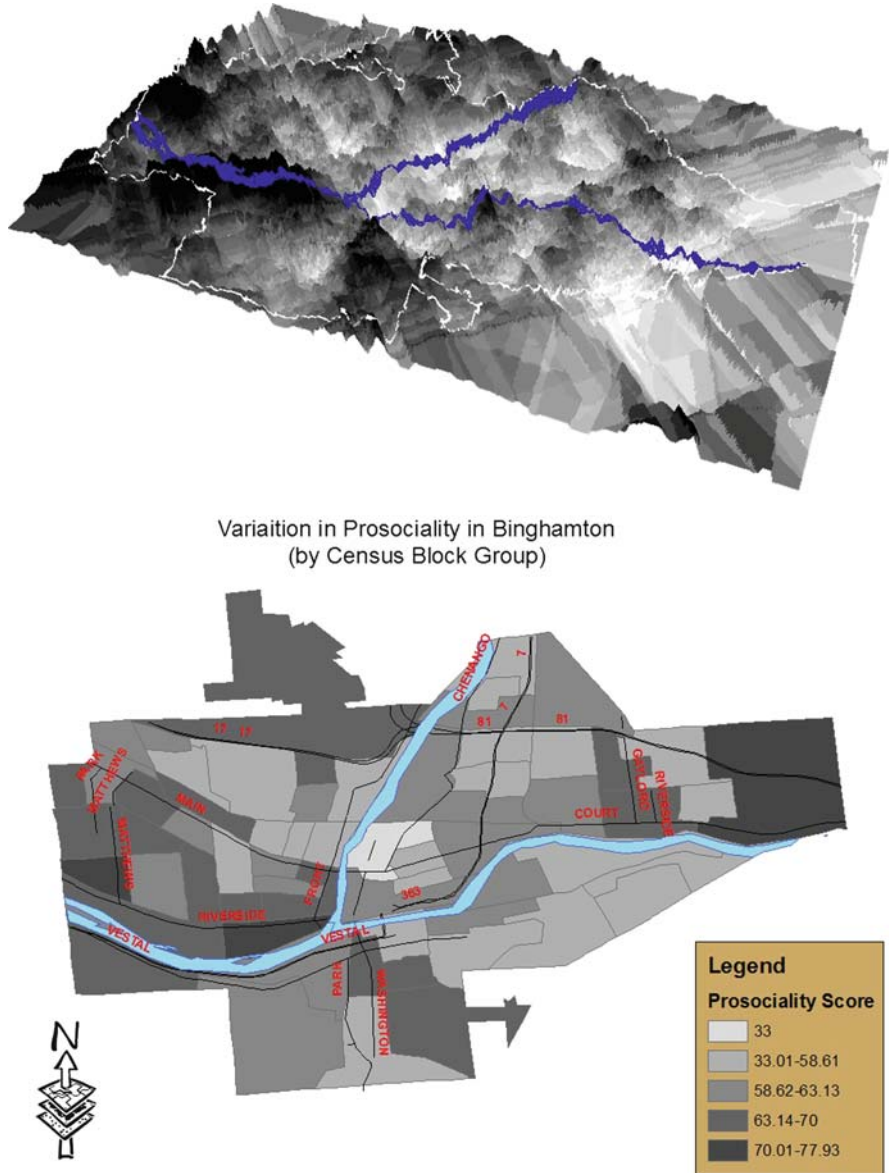 Variaition in Prosociality in Binghamton
(by Census Block Group)
CHENANGO
7
7
17
17
81
81
PARK
MATTHEWS
MAIN
GAYLORD
RIVERSIDE
COURT
FRONT
363
RIVERSIDE
VESTAL
VESTAL
PARK
WASHINGTON
N
Legend
Prosociality Score
33
33.01-58.61
58.62-63.13
63.14-70
70.01-77.93